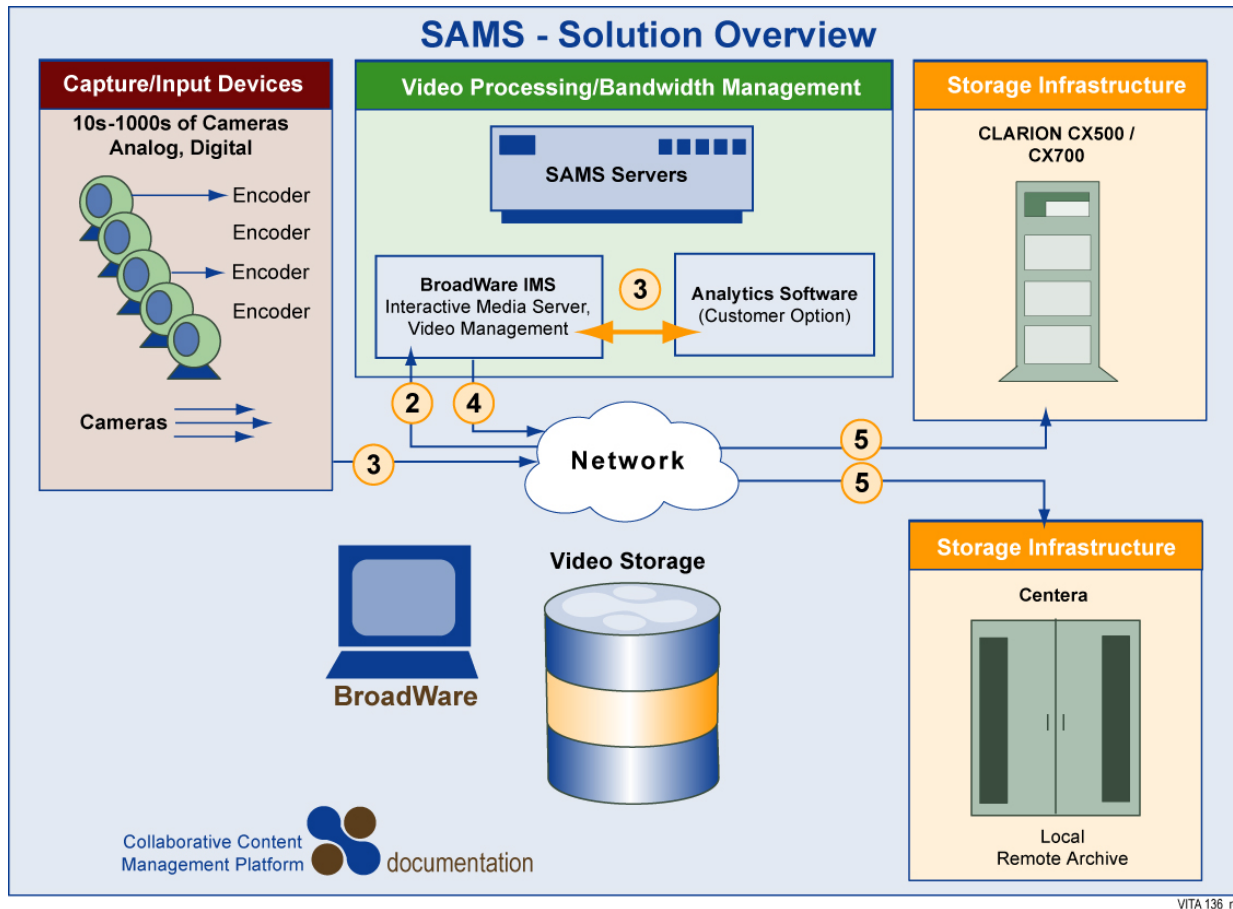 SAMS - Solution Overview
Capture/Input Devices
10s-1000s of Cameras
Analog, Digital
Encoder
Encoder
Encoder
Encoder
Cameras
3
Video Processing/Bandwidth Management
SAMS Servers
BroadWare IMS
Interactive Media Server,
Video Management
3
Analytics Software
(Customer Option)
2
4
Network
5
5
Storage Infrastructure
CLARION CX500 /
CX700
Storage Infrastructure
Centera
Local
Remote Archive
BroadWare
Video Storage
Collaborative Content
Management Platform
documentation
VITA 136